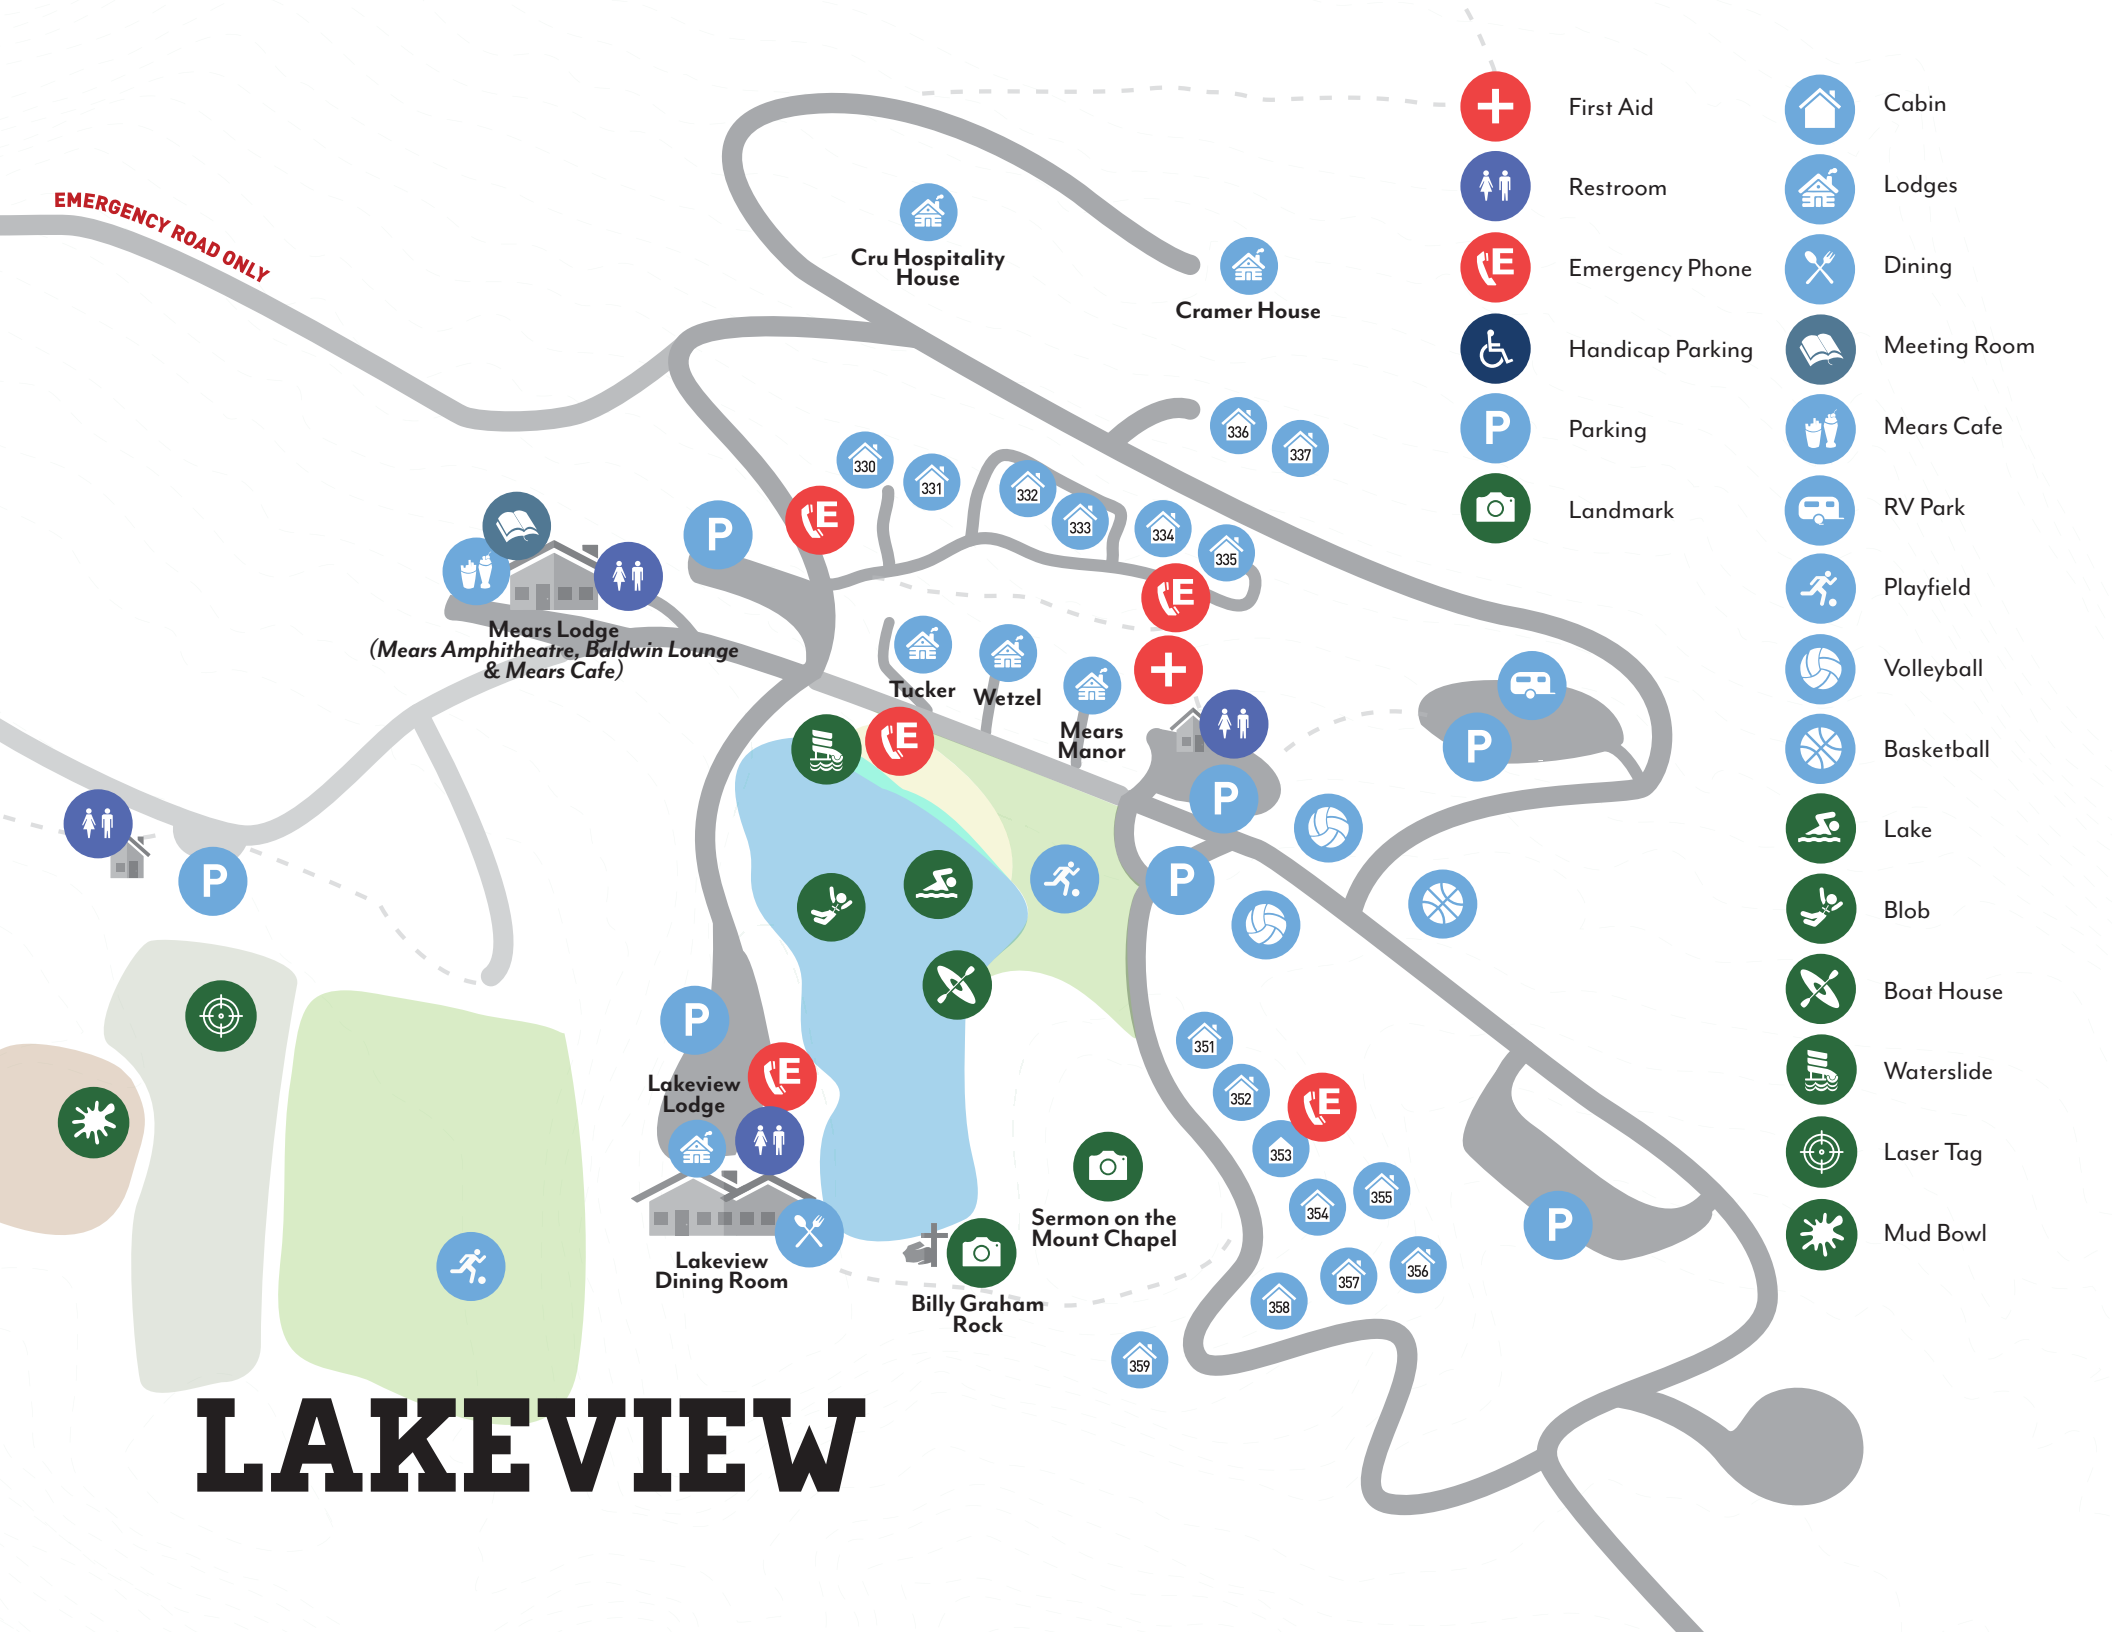 EMERGENCY ROAD ONLY
Cru Hospitality
House
Cramer House
336
337
330
331
332
333
334
335
E
P
E
E
Mears Lodge
(Mears Amphitheatre, Baldwin Lounge
& Mears Cafe)
Tucker
Wetzel
Mears
Manor
E
P
P
P
P
P
Lakeview
Lodge
E
Lakeview
Dining Room
Sermon on the
Mount Chapel
Billy Graham
Rock
351
352
E
353
354
355
356
357
358
359
P
LAKEVIEW
First Aid
Restroom
E
Emergency Phone
Handicap Parking
P
Parking
Landmark
Cabin
Lodges
Dining
Meeting Room
Mears Cafe
RV Park
Playfield
Volleyball
Basketball
Lake
Blob
Boat House
Waterslide
Laser Tag
Mud Bowl